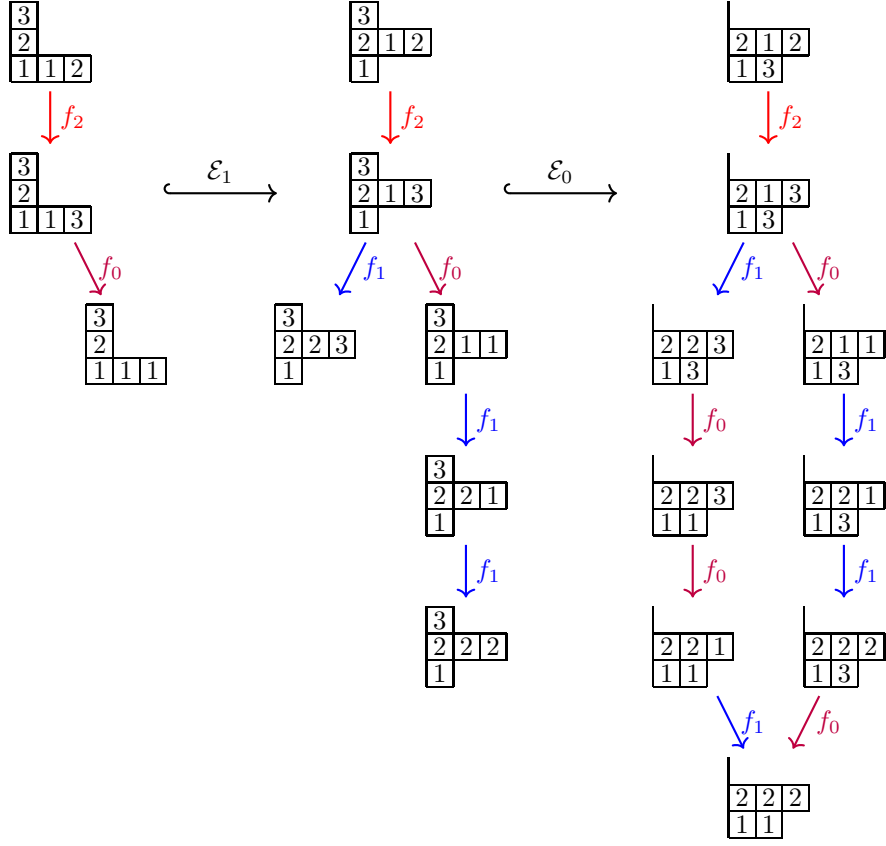 3 3
2 2 1 2 2 1 2
1 1 2 1 1 3
f₂ f₂ f₂
3 3
2 ℰ₁ 2 1 3 ℰ₀ 2 1 3
1 1 3 1 1 3
f₀ f₁ f₀ f₁ f₀
3 3 3
2 2 2 3 2 1 1 2 2 3 2 1 1
1 1 1 1 1 1 3 1 3
f₁ f₀ f₁
3
2 2 1 2 2 3 2 2 1
1 1 1 1 3
f₁ f₀ f₁
3
2 2 2 2 2 1 2 2 2
1 1 1 1 3
f₁ f₀
2 2 2
1 1